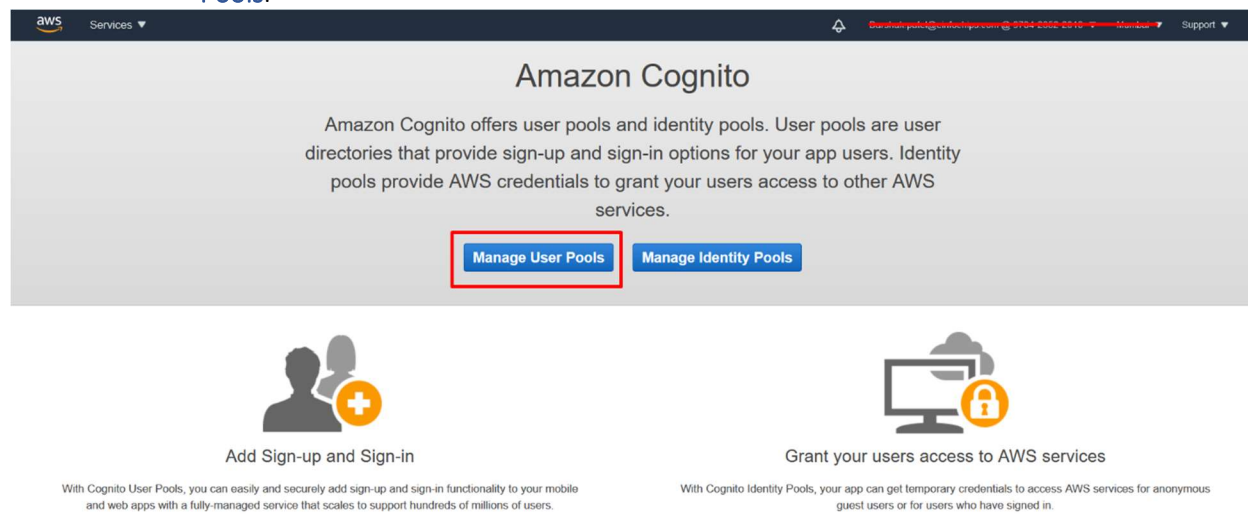 Pools.
aws
Services ▼
Support ▼
Amazon Cognito
Amazon Cognito offers user pools and identity pools. User pools are user
directories that provide sign-up and sign-in options for your app users. Identity
pools provide AWS credentials to grant your users access to other AWS
services.
Manage User Pools
Manage Identity Pools
Add Sign-up and Sign-in
With Cognito User Pools, you can easily and securely add sign-up and sign-in functionality to your mobile
and web apps with a fully-managed service that scales to support hundreds of millions of users.
Grant your users access to AWS services
With Cognito Identity Pools, your app can get temporary credentials to access AWS services for anonymous
guest users or for users who have signed in.